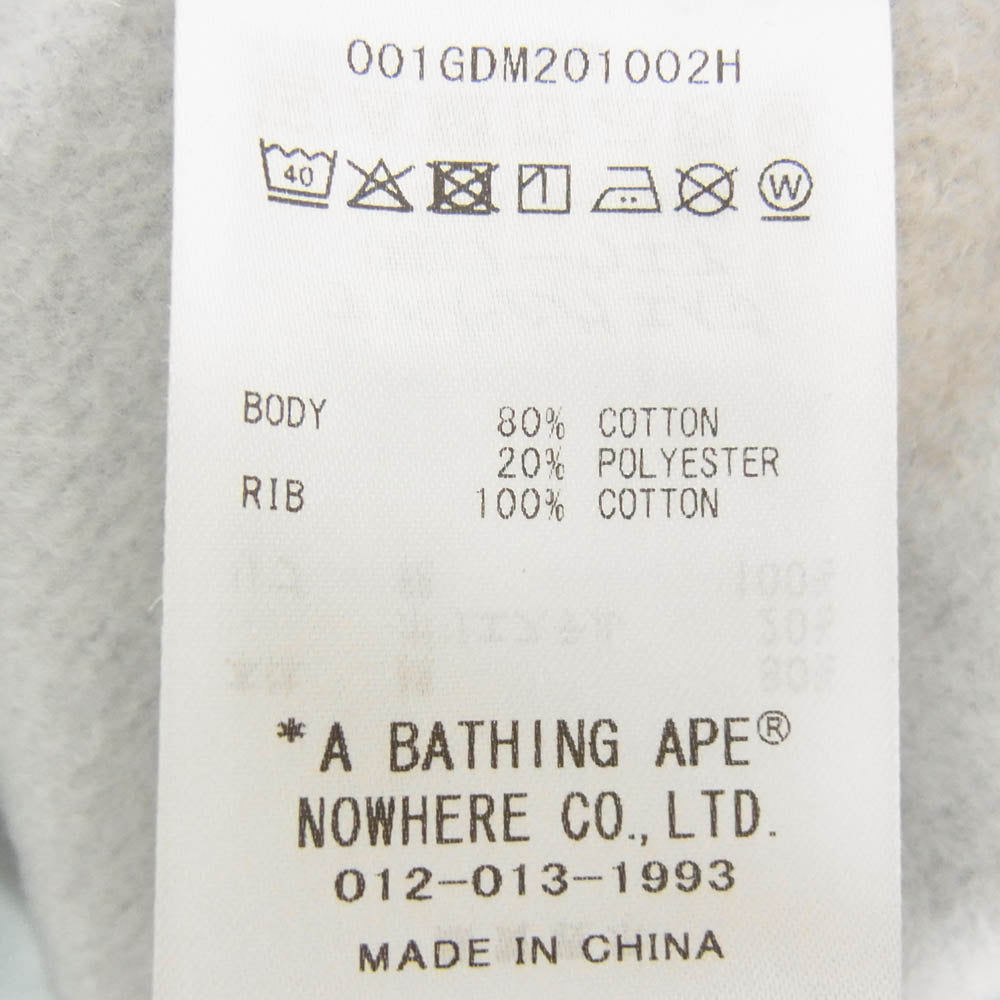 001GDM201002H
40 W
BODY 80% COTTON
20% POLYESTER
RIB 100% COTTON
*A BATHING APE®
NOWHERE CO., LTD.
012-013-1993
MADE IN CHINA